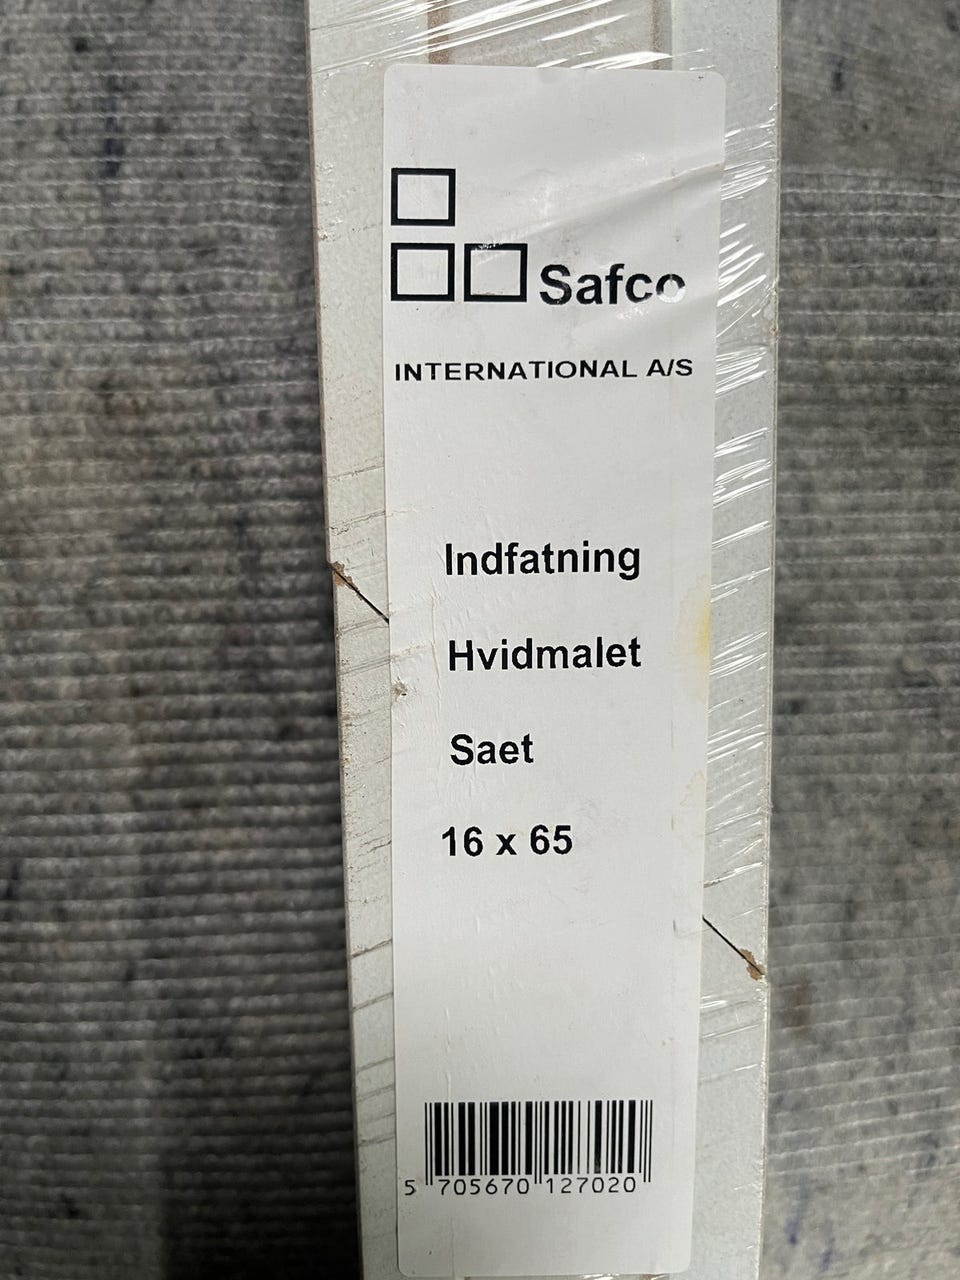 Safco
INTERNATIONAL A/S
Indfatning
Hvidmalet
Saet
16 x 65
5 705670 127020